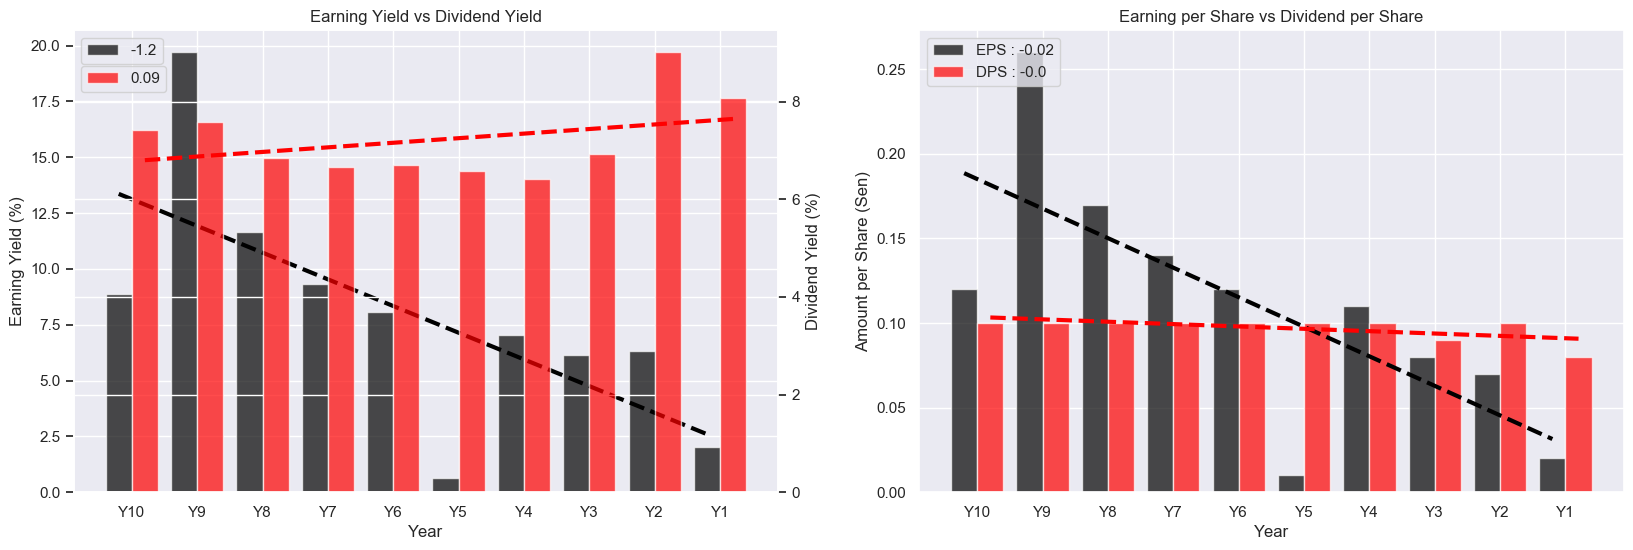 Earning Yield vs Dividend Yield
-1.2
0.09
20.0
17.5
15.0
12.5
10.0
7.5
5.0
2.5
0.0
Earning Yield (%)
8
6
4
2
0
Dividend Yield (%)
Y10 Y9 Y8 Y7 Y6 Y5 Y4 Y3 Y2 Y1
Year
Earning per Share vs Dividend per Share
EPS : -0.02
DPS : -0.0
0.25
0.20
0.15
0.10
0.05
0.00
Amount per Share (Sen)
Y10 Y9 Y8 Y7 Y6 Y5 Y4 Y3 Y2 Y1
Year